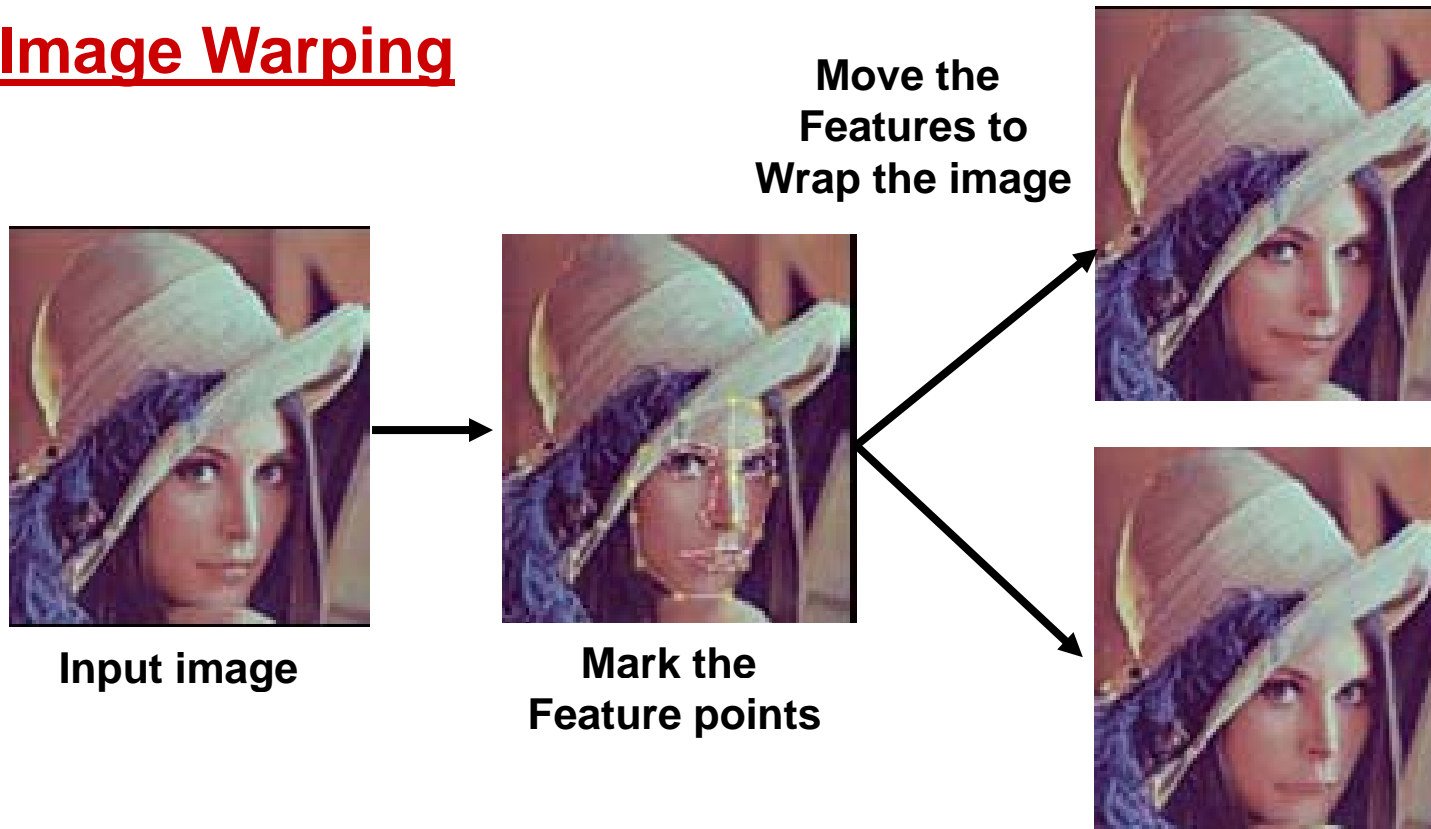 Image Warping
Move the
Features to
Wrap the image
Input image
Mark the
Feature points